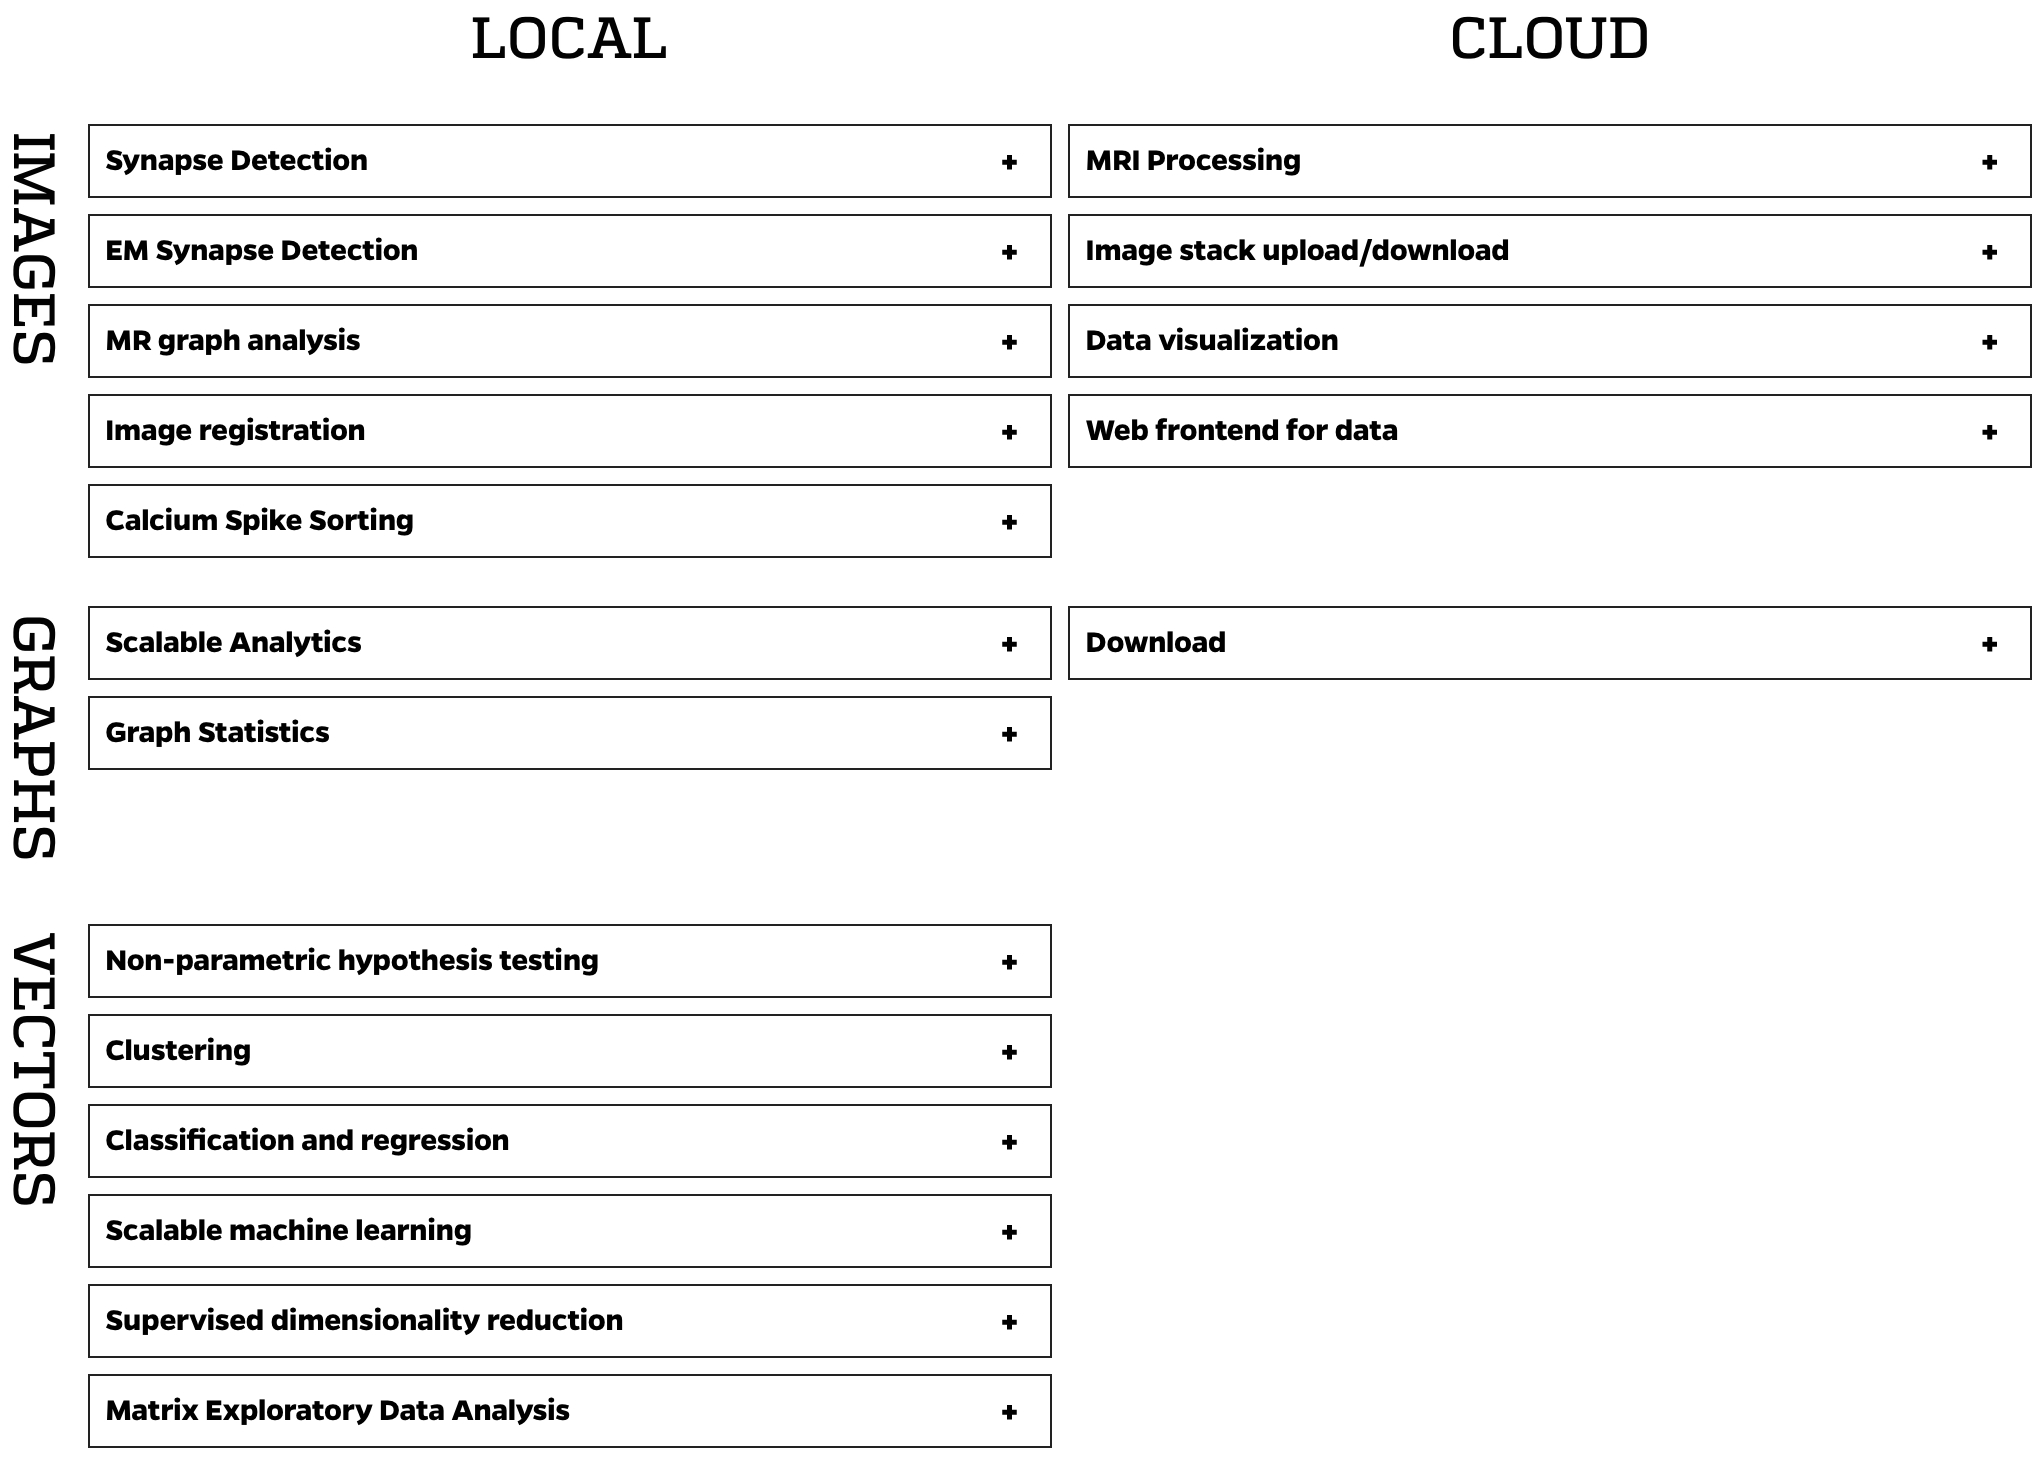 LOCAL
CLOUD
IMAGES
Synapse Detection +
MRI Processing +
EM Synapse Detection +
Image stack upload/download +
MR graph analysis +
Data visualization +
Image registration +
Web frontend for data +
Calcium Spike Sorting +
GRAPHS
Scalable Analytics +
Download +
Graph Statistics +
VECTORS
Non-parametric hypothesis testing +
Clustering +
Classification and regression +
Scalable machine learning +
Supervised dimensionality reduction +
Matrix Exploratory Data Analysis +